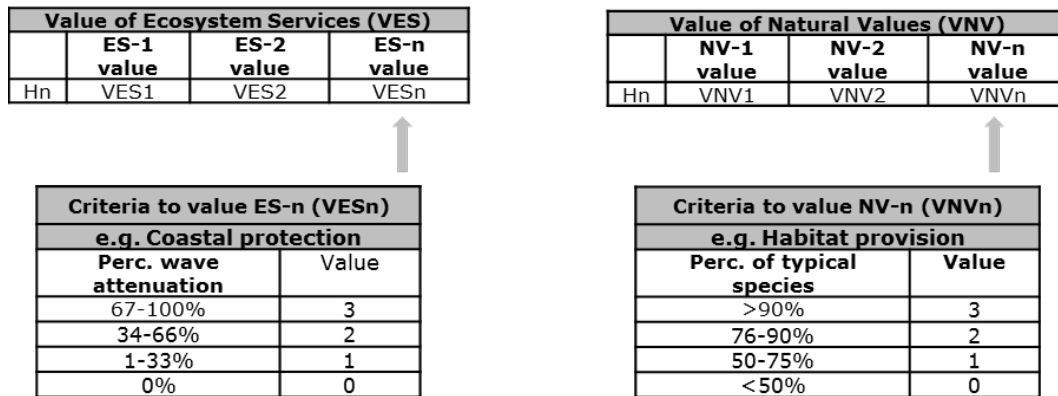 Value of Ecosystem Services (VES)
ES-1 value ES-2 value ES-n value
Hn VES1 VES2 VESn
Criteria to value ES-n (VESn)
e.g. Coastal protection
Perc. wave attenuation Value
67-100% 3
34-66% 2
1-33% 1
0% 0
Value of Natural Values (VNV)
NV-1 value NV-2 value NV-n value
Hn VNV1 VNV2 VNVn
Criteria to value NV-n (VNVn)
e.g. Habitat provision
Perc. of typical species Value
>90% 3
76-90% 2
50-75% 1
<50% 0